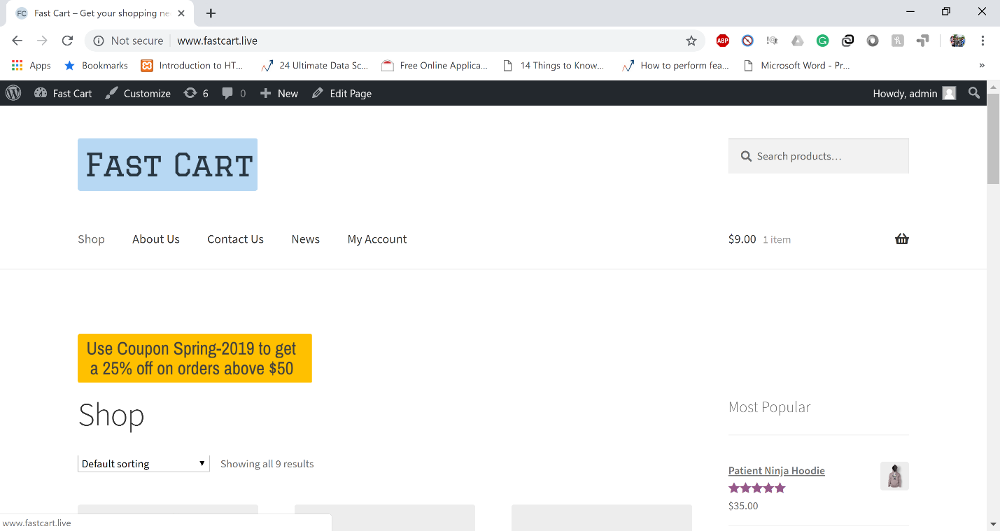 FC Fast Cart – Get your shopping ne
Not secure www.fastcart.live
ABP
Apps Bookmarks Introduction to HT... 24 Ultimate Data Sc... Free Online Applica... 14 Things to Know... How to perform fea... Microsoft Word - Pr... »
Fast Cart Customize 6 0 New Edit Page Howdy, admin
Fast Cart
Search products…
Shop About Us Contact Us News My Account $9.00 1 item
Use Coupon Spring-2019 to get
a 25% off on orders above $50
Shop
Most Popular
Default sorting Showing all 9 results
Patient Ninja Hoodie
$35.00
www.fastcart.live